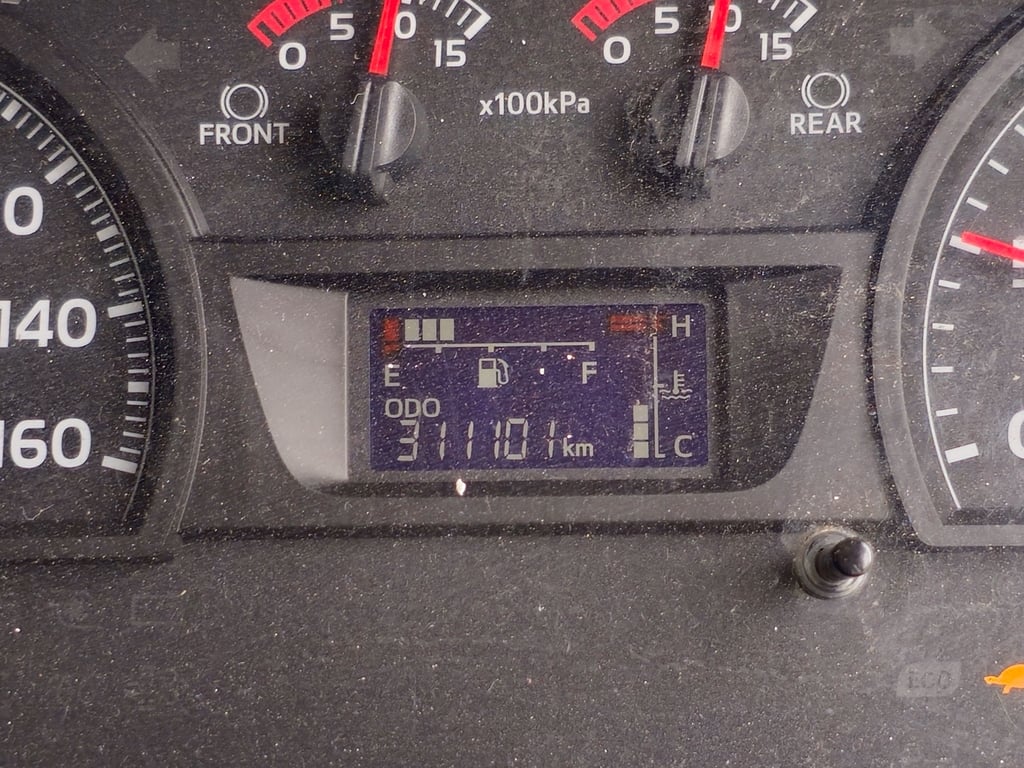 0 5 10 15
0 5 10 15
x100kPa
FRONT
REAR
0
140
160
H
E F
ODO
311101 km
C
ECO